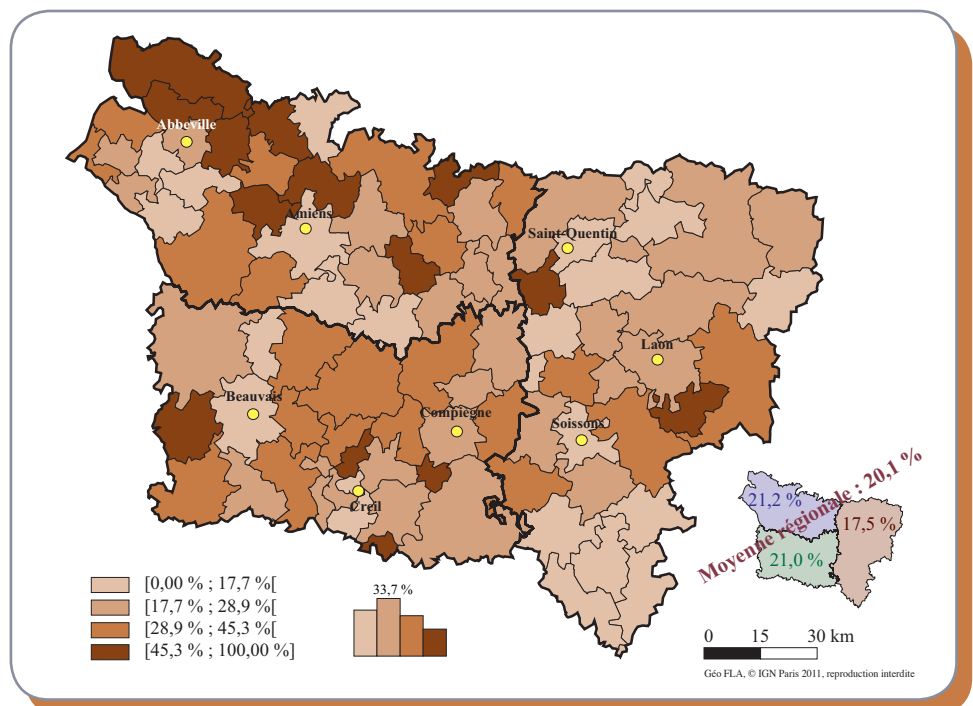 Abbeville
Amiens
Saint-Quentin
Laon
Beauvais
Compiègne
Soissons
Creil
Moyenne régionale : 20,1 %
21,2 %
17,5 %
21,0 %
[0,00 % ; 17,7 %[
[17,7 % ; 28,9 %[
[28,9 % ; 45,3 %[
[45,3 % ; 100,00 %]
33,7 %
0 15 30 km
Géo FLA, © IGN Paris 2011, reproduction interdite